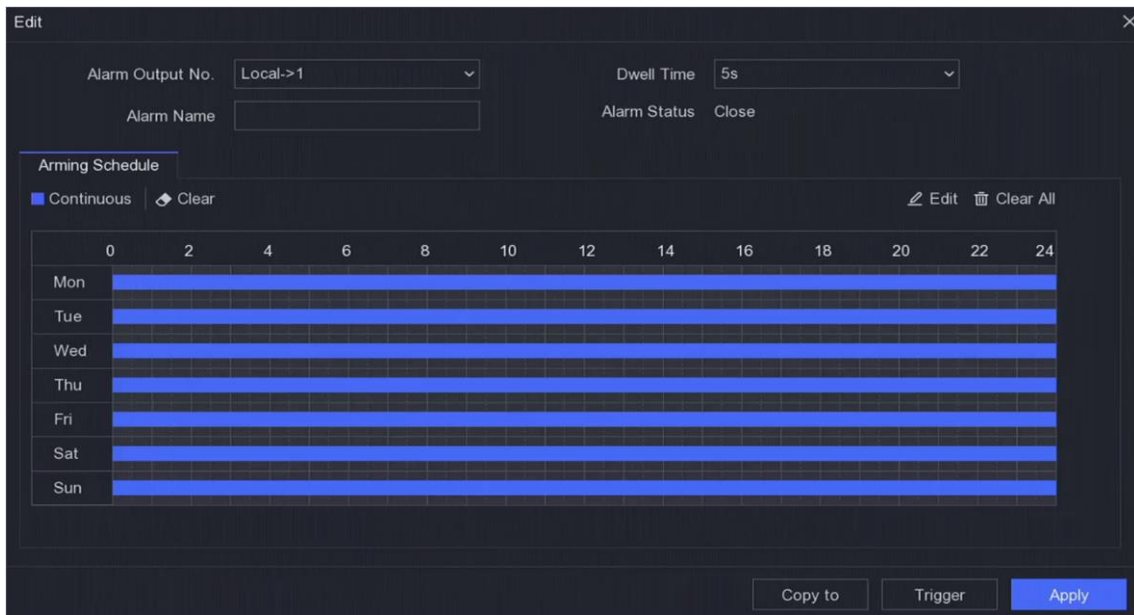 Edit
Alarm Output No. Local->1 Dwell Time 5s
Alarm Name Alarm Status Close
Arming Schedule
Continuous Clear Edit Clear All
0 2 4 6 8 10 12 14 16 18 20 22 24
Mon
Tue
Wed
Thu
Fri
Sat
Sun
Copy to Trigger Apply